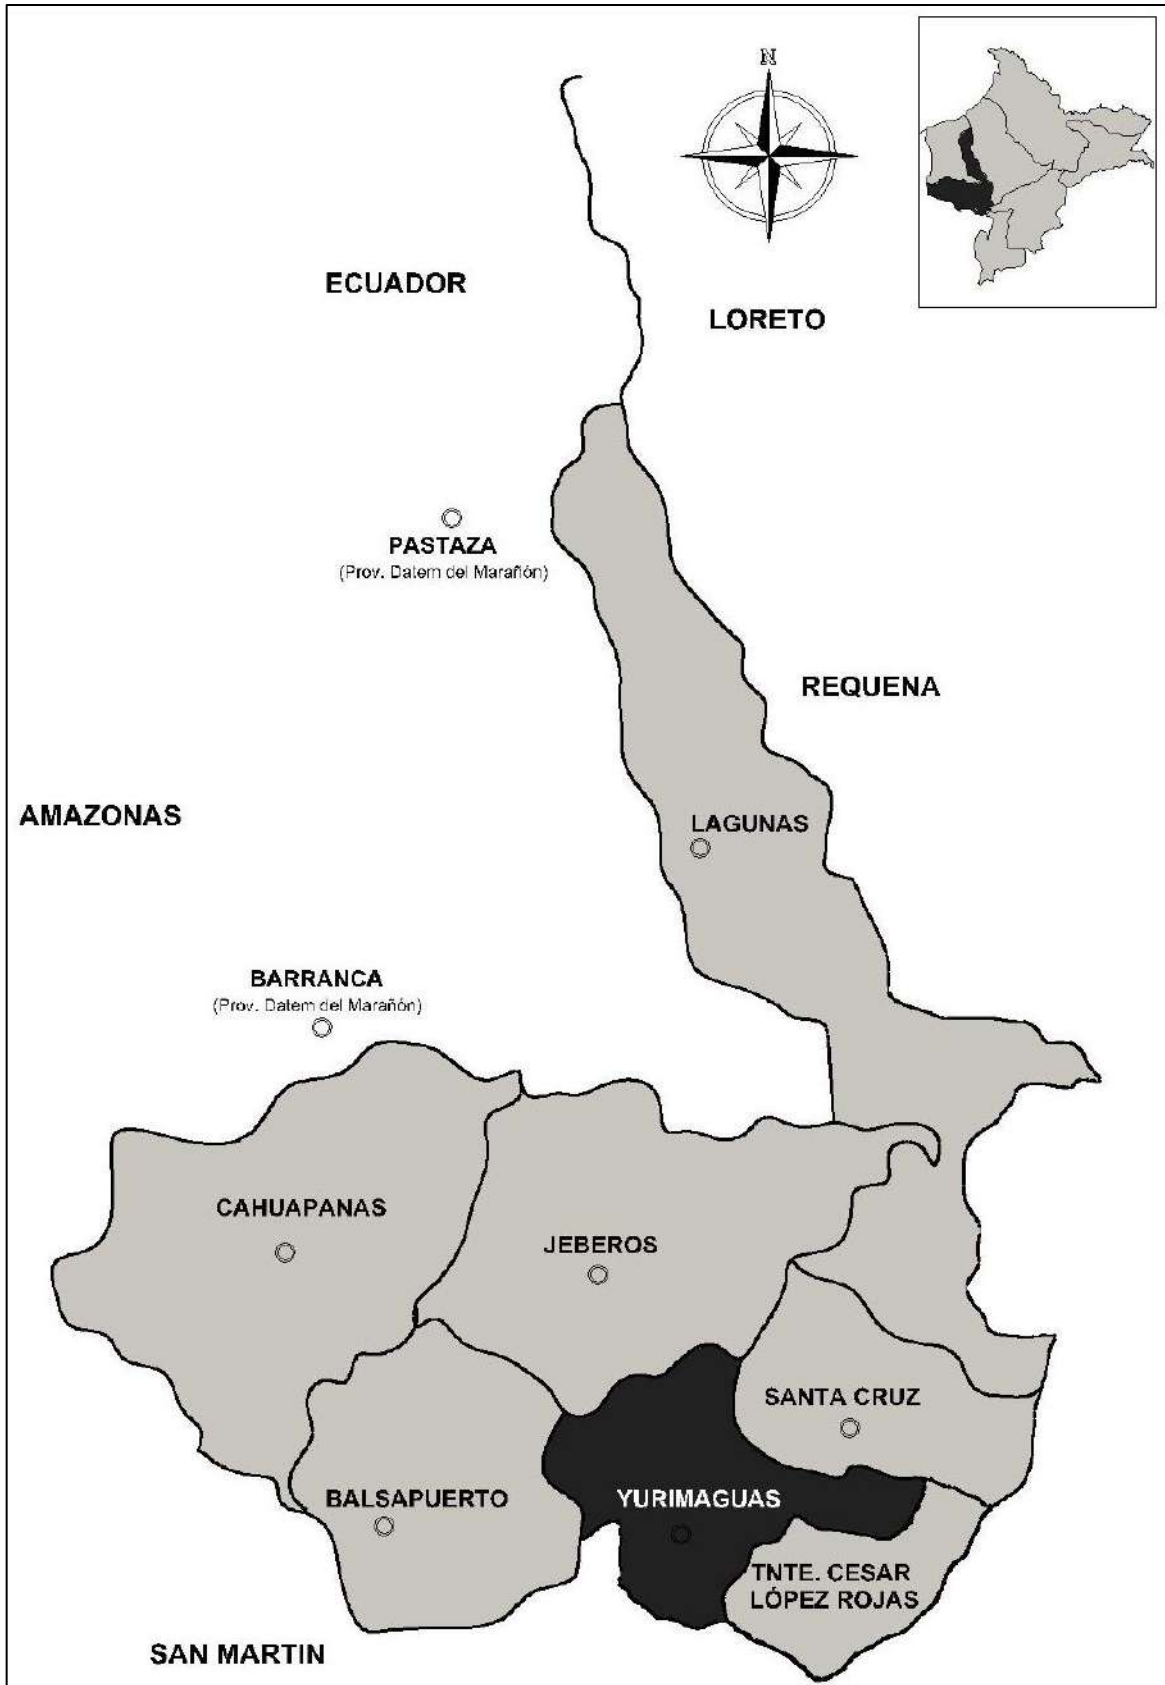 N
ECUADOR
LORETO
PASTAZA
(Prov. Datem del Marañón)
REQUENA
AMAZONAS
LAGUNAS
BARRANCA
(Prov. Datem del Marañón)
CAHUAPANAS
JEBEROS
SANTA CRUZ
BALSAPUERTO
YURIMAGUAS
TNTE. CESAR
LÓPEZ ROJAS
SAN MARTIN